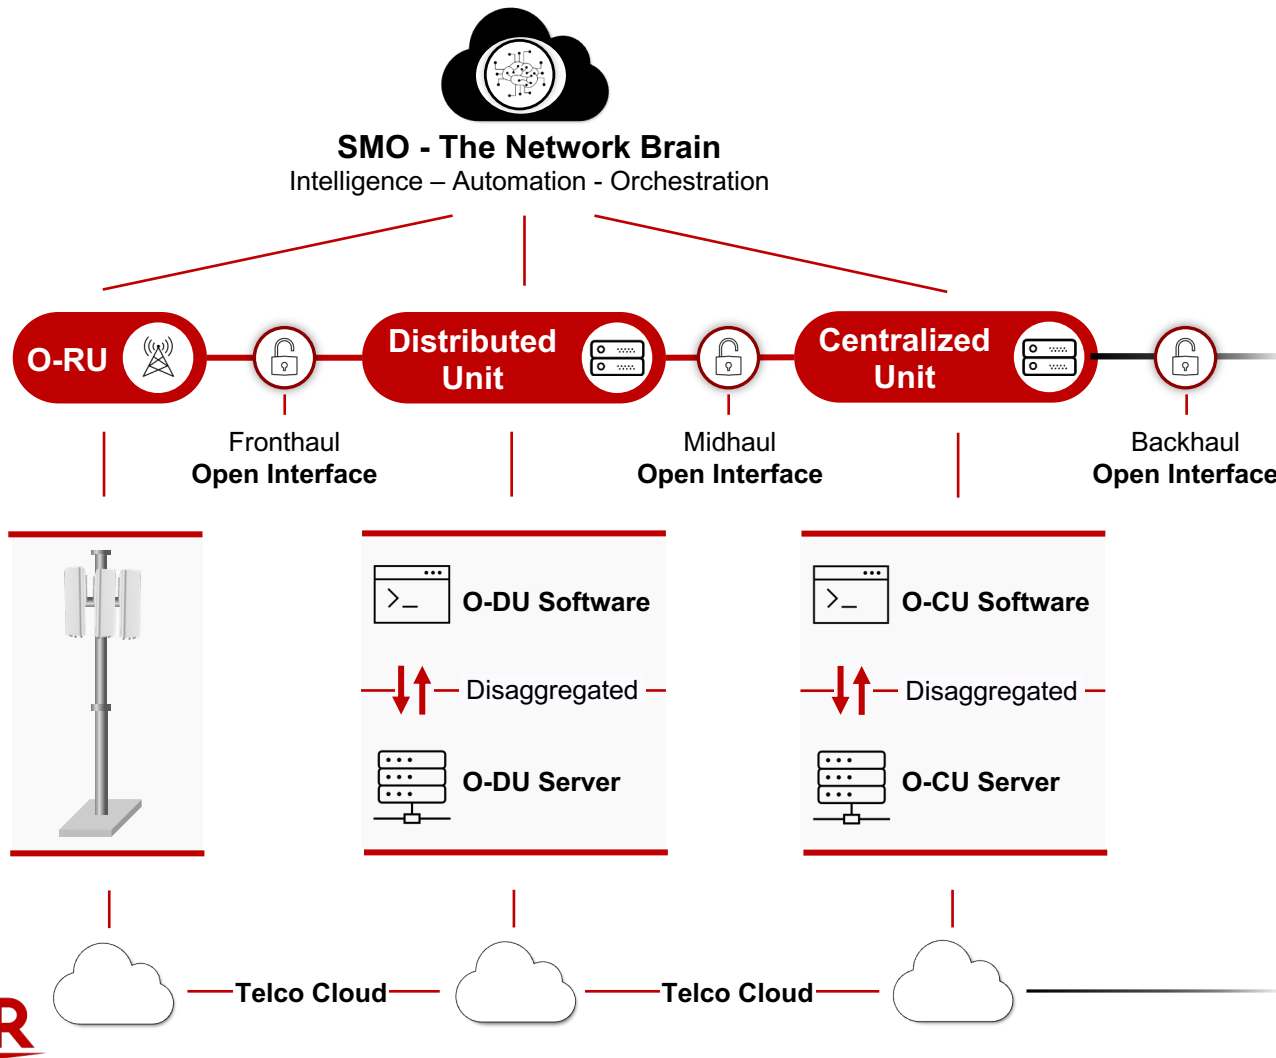 SMO - The Network Brain
Intelligence – Automation - Orchestration
O-RU
Distributed
Unit
Centralized
Unit
Fronthaul
Open Interface
Midhaul
Open Interface
Backhaul
Open Interface
O-DU Software
O-CU Software
Disaggregated
Disaggregated
O-DU Server
O-CU Server
Telco Cloud
Telco Cloud
R